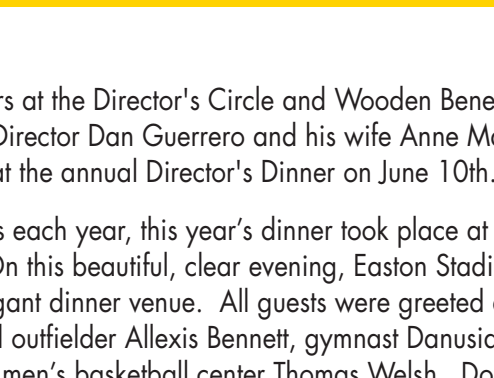 rs at the Director's Circle and Wooden Bene
Director Dan Guerrero and his wife Anne Ma
at the annual Director's Dinner on June 10th.
s each year, this year’s dinner took place at
On this beautiful, clear evening, Easton Stadi
gant dinner venue.  All guests were greeted
l outfielder Allexis Bennett, gymnast Danusia
men’s basketball center Thomas Welsh.  Do